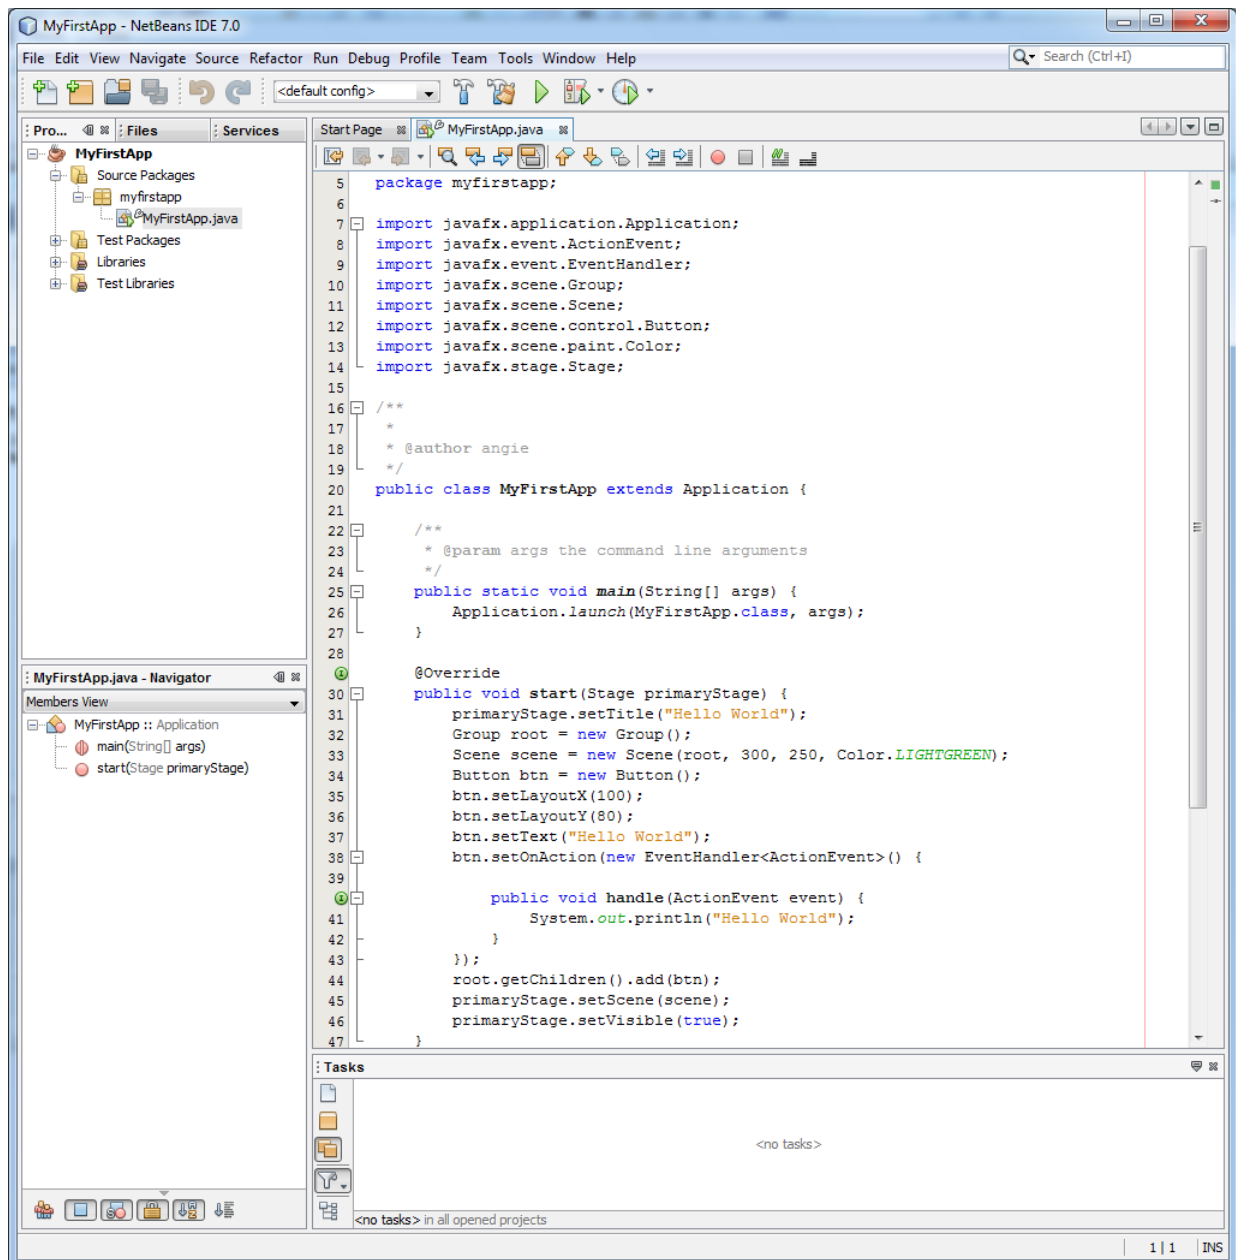 MyFirstApp - NetBeans IDE 7.0
File Edit View Navigate Source Refactor Run Debug Profile Team Tools Window Help
Search (Ctrl+I)
<default config>
Pro... Files Services
MyFirstApp
Source Packages
myfirstapp
MyFirstApp.java
Test Packages
Libraries
Test Libraries
MyFirstApp.java - Navigator
Members View
MyFirstApp :: Application
main(String[] args)
start(Stage primaryStage)
Start Page MyFirstApp.java
5 package myfirstapp;
6
7 import javafx.application.Application;
8 import javafx.event.ActionEvent;
9 import javafx.event.EventHandler;
10 import javafx.scene.Group;
11 import javafx.scene.Scene;
12 import javafx.scene.control.Button;
13 import javafx.scene.paint.Color;
14 import javafx.stage.Stage;
15
16 /**
17 *
18 * @author angie
19 */
20 public class MyFirstApp extends Application {
21
22 /**
23 * @param args the command line arguments
24 */
25 public static void main(String[] args) {
26 Application.launch(MyFirstApp.class, args);
27 }
28
@Override
30 public void start(Stage primaryStage) {
31 primaryStage.setTitle("Hello World");
32 Group root = new Group();
33 Scene scene = new Scene(root, 300, 250, Color.LIGHTGREEN);
34 Button btn = new Button();
35 btn.setLayoutX(100);
36 btn.setLayoutY(80);
37 btn.setText("Hello World");
38 btn.setOnAction(new EventHandler<ActionEvent>() {
39
public void handle(ActionEvent event) {
41 System.out.println("Hello World");
42 }
43 });
44 root.getChildren().add(btn);
45 primaryStage.setScene(scene);
46 primaryStage.setVisible(true);
47 }
Tasks
<no tasks>
<no tasks> in all opened projects
1|1 INS